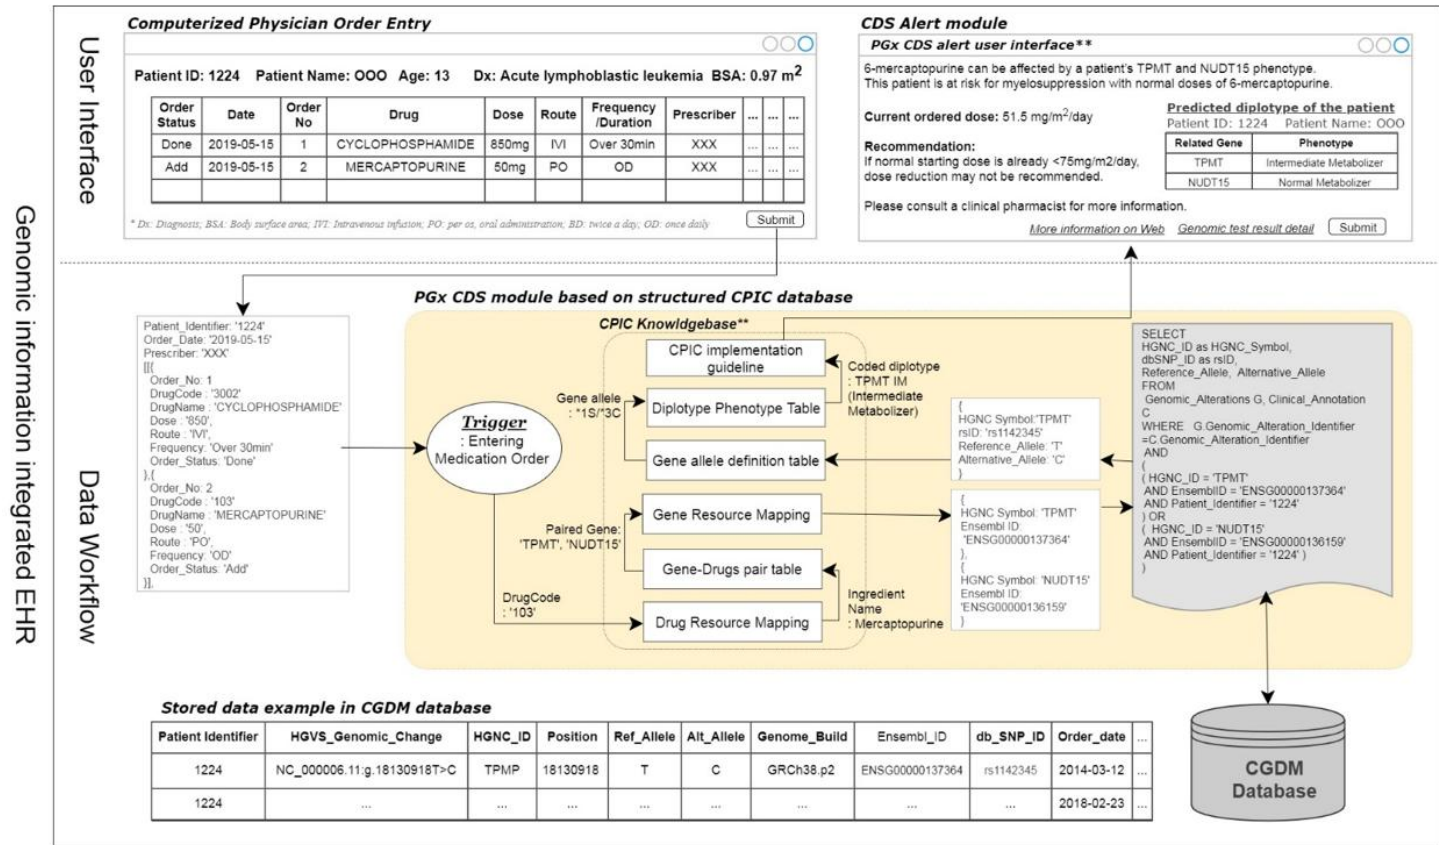 Genomic information integrated EHR
User Interface
Data Workflow
Computerized Physician Order Entry
Patient ID: 1224 Patient Name: OOO Age: 13 Dx: Acute lymphoblastic leukemia BSA: 0.97 m2
Order Status Date Order No Drug Dose Route Frequency /Duration Prescriber ... ... ...
Done 2019-05-15 1 CYCLOPHOSPHAMIDE 850mg IVI Over 30min XXX ... ... ...
Add 2019-05-15 2 MERCAPTOPURINE 50mg PO OD XXX ... ... ...
* Dx: Diagnosis; BSA: Body surface area; IVI: Intravenous infusion; PO: per os, oral administration; BD: twice a day; OD: once daily
Submit
CDS Alert module
PGx CDS alert user interface**
6-mercaptopurine can be affected by a patient's TPMT and NUDT15 phenotype.
This patient is at risk for myelosuppression with normal doses of 6-mercaptopurine.
Current ordered dose: 51.5 mg/m2/day
Recommendation:
If normal starting dose is already <75mg/m2/day,
dose reduction may not be recommended.
Predicted diplotype of the patient
Patient ID: 1224 Patient Name: OOO
Related Gene Phenotype
TPMT Intermediate Metabolizer
NUDT15 Normal Metabolizer
Please consult a clinical pharmacist for more information.
More information on Web Genomic test result detail Submit
Patient_Identifier: '1224'
Order_Date: '2019-05-15'
Prescriber: 'XXX'
[[{
Order_No: 1
DrugCode : '3002'
DrugName : 'CYCLOPHOSPHAMIDE'
Dose : '850',
Route : 'IVI',
Frequency: 'Over 30min'
Order_Status: 'Done'
},{
Order_No: 2
DrugCode : '103'
DrugName : 'MERCAPTOPURINE'
Dose : '50',
Route : 'PO',
Frequency: 'OD'
Order_Status: 'Add'
}],
PGx CDS module based on structured CPIC database
Trigger
: Entering
Medication Order
DrugCode
: '103'
CPIC Knowldgebase**
CPIC implementation
guideline
Diplotype Phenotype Table
Gene allele definition table
Gene Resource Mapping
Gene-Drugs pair table
Drug Resource Mapping
Gene allele
: *1S/*3C
Paired Gene:
'TPMT', 'NUDT15'
Coded diplotype
: TPMT IM
(Intermediate
Metabolizer)
Ingredient
Name
: Mercaptopurine
{
HGNC Symbol:'TPMT'
rsID: 'rs1142345'
Reference_Allele: 'T'
Alternative_Allele: 'C'
}
{
HGNC Symbol: 'TPMT'
Ensembl ID:
'ENSG00000137364'
},
{
HGNC Symbol: 'NUDT15'
Ensembl ID:
'ENSG00000136159'
}
SELECT
HGNC_ID as HGNC_Symbol,
dbSNP_ID as rsID,
Reference_Allele, Alternative_Allele
FROM
Genomic_Alterations G, Clinical_Annotation
C
WHERE G.Genomic_Alteration_Identifier
=C.Genomic_Alteration_Identifier
AND
(
( HGNC_ID = 'TPMT'
AND EnsemblID = 'ENSG00000137364'
AND Patient_Identifier = '1224'
) OR
( HGNC_ID = 'NUDT15'
AND EnsemblID = 'ENSG00000136159'
AND Patient_Identifier = '1224' )
)
CGDM
Database
Stored data example in CGDM database
Patient Identifier HGVS_Genomic_Change HGNC_ID Position Ref_Allele Alt_Allele Genome_Build Ensembl_ID db_SNP_ID Order_date ...
1224 NC_000006.11:g.18130918T>C TPMP 18130918 T C GRCh38.p2 ENSG00000137364 rs1142345 2014-03-12 ...
1224 ... ... ... ... ... ... ... ... 2018-02-23 ...